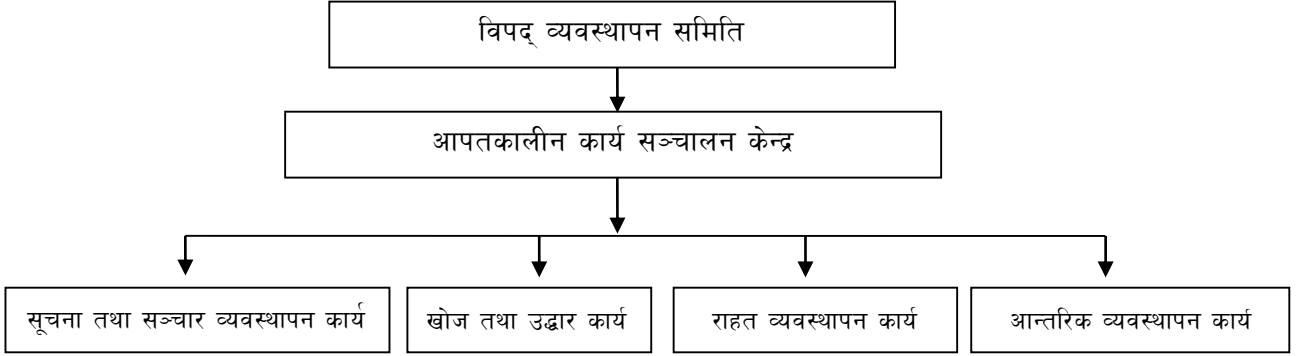 विपद् व्यवस्थापन समिति
आपतकालीन कार्य सञ्चालन केन्द्र
सूचना तथा सञ्चार व्यवस्थापन कार्य
खोज तथा उद्धार कार्य
राहत व्यवस्थापन कार्य
आन्तरिक व्यवस्थापन कार्य